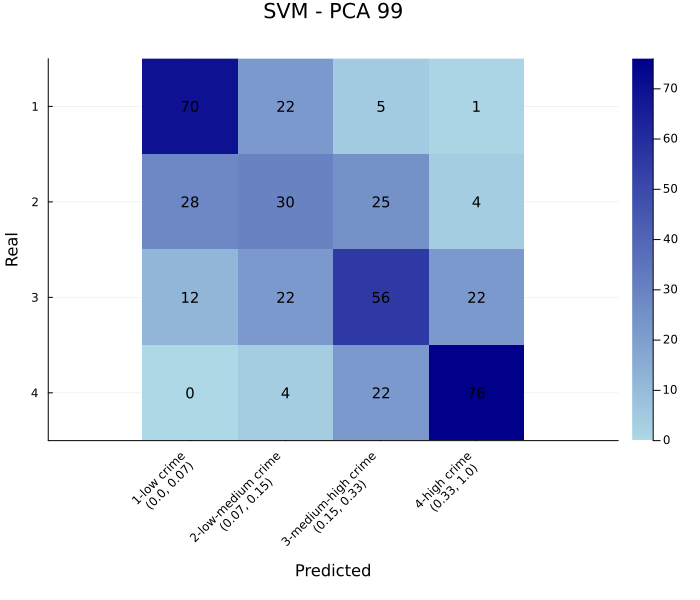 SVM - PCA 99
1 70 22 5 1
2 28 30 25 4
3 12 22 56 22
4 0 4 22 76
Real
1-low crime
(0.0, 0.07)
2-low-medium crime
(0.07, 0.15)
3-medium-high crime
(0.15, 0.33)
4-high crime
(0.33, 1.0)
Predicted
70
60
50
40
30
20
10
0